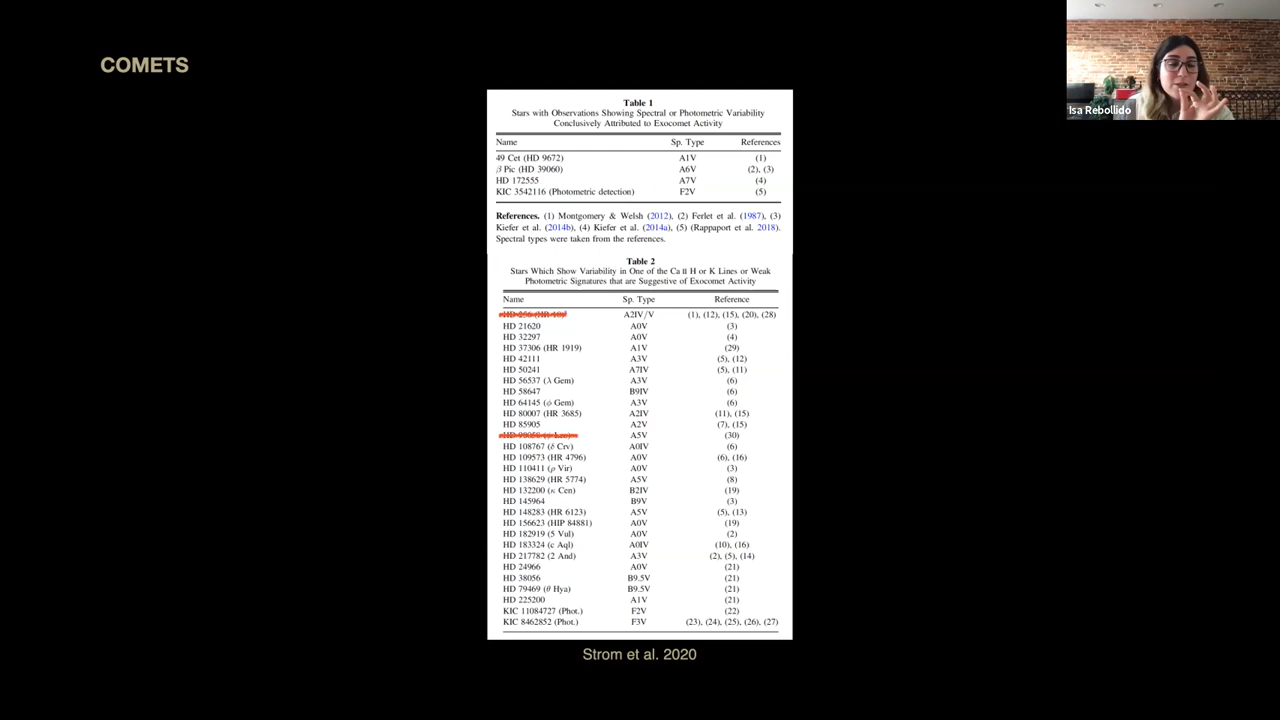 COMETS
Isa Rebollido
Table 1
Stars with Observations Showing Spectral or Photometric Variability
Conclusively Attributed to Exocomet Activity
Name Sp. Type References
49 Cet (HD 9672) A1V (1)
β Pic (HD 39060) A6V (2), (3)
HD 172555 A7V (4)
KIC 3542116 (Photometric detection) F2V (5)
References. (1) Montgomery & Welsh (2012), (2) Ferlet et al. (1987), (3)
Kiefer et al. (2014b), (4) Kiefer et al. (2014a), (5) (Rappaport et al. 2018).
Spectral types were taken from the references.
Table 2
Stars Which Show Variability in One of the Ca II H or K Lines or Weak
Photometric Signatures that are Suggestive of Exocomet Activity
Name Sp. Type Reference
A2IV/V (1), (12), (15), (20), (28)
HD 21620 A0V (3)
HD 32297 A0V (4)
HD 37306 (HR 1919) A1V (29)
HD 42111 A3V (5), (12)
HD 50241 A7IV (5), (11)
HD 56537 (λ Gem) A3V (6)
HD 58647 B9IV (6)
HD 64145 (ϕ Gem) A3V (6)
HD 80007 (HR 3685) A2IV (11), (15)
HD 85905 A2V (7), (15)
A5V (30)
HD 108767 (δ Crv) A0IV (6)
HD 109573 (HR 4796) A0V (6), (16)
HD 110411 (ρ Vir) A0V (3)
HD 138629 (HR 5774) A5V (8)
HD 132200 (κ Cen) B2IV (19)
HD 145964 B9V (3)
HD 148283 (HR 6123) A5V (5), (13)
HD 156623 (HIP 84881) A0V (19)
HD 182919 (5 Vul) A0V (2)
HD 183324 (c Aql) A0IV (10), (16)
HD 217782 (2 And) A3V (2), (5), (14)
HD 24966 A0V (21)
HD 38056 B9.5V (21)
HD 79469 (θ Hya) B9.5V (21)
HD 225200 A1V (21)
KIC 11084727 (Phot.) F2V (22)
KIC 8462852 (Phot.) F3V (23), (24), (25), (26), (27)
Strom et al. 2020